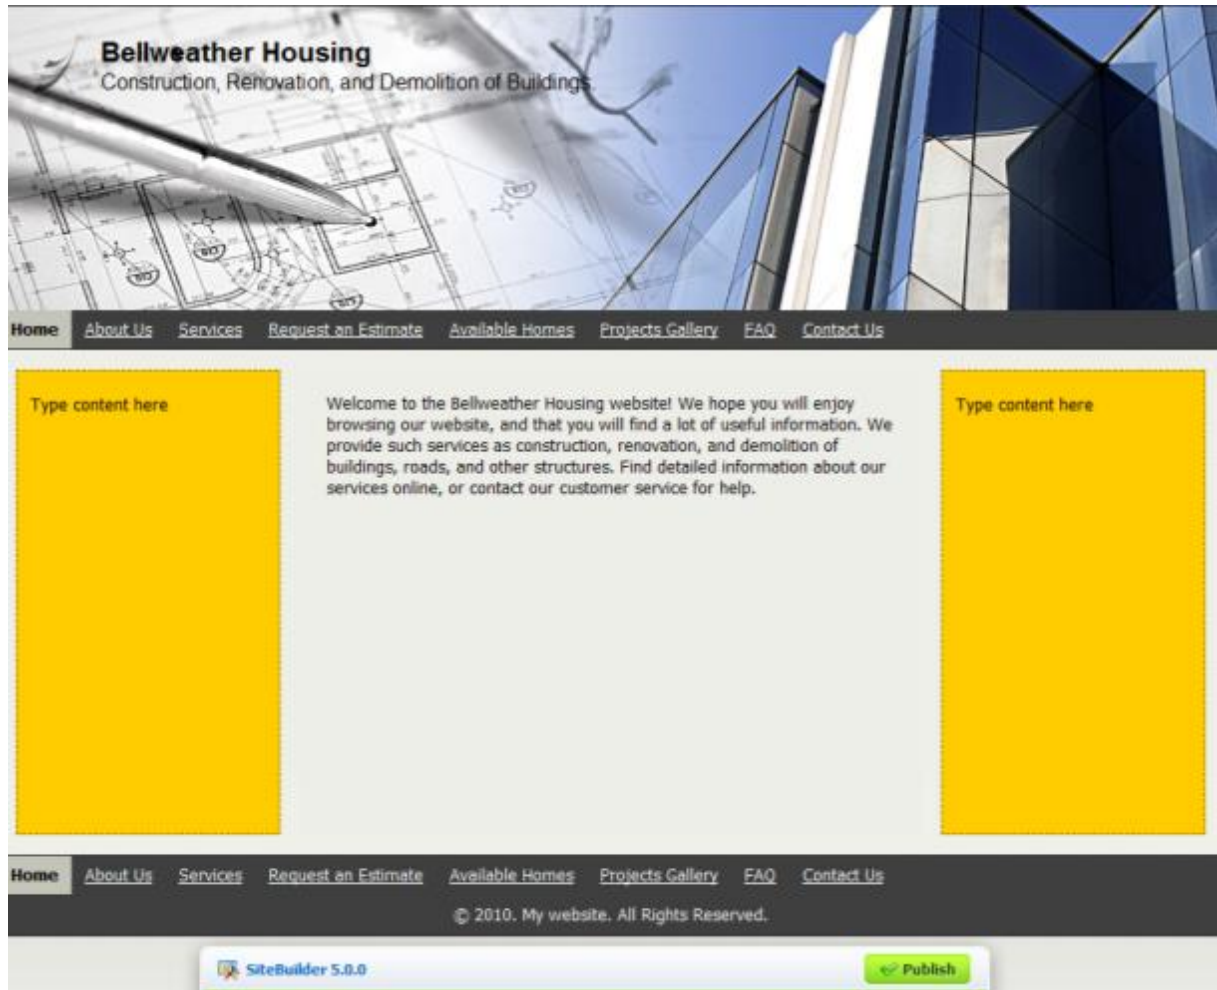 Bellweather Housing
Construction, Renovation, and Demolition of Buildings.
Home About Us Services Request an Estimate Available Homes Projects Gallery FAQ Contact Us
Type content here
Welcome to the Bellweather Housing website! We hope you will enjoy
browsing our website, and that you will find a lot of useful information. We
provide such services as construction, renovation, and demolition of
buildings, roads, and other structures. Find detailed information about our
services online, or contact our customer service for help.
Type content here
Home About Us Services Request an Estimate Available Homes Projects Gallery FAQ Contact Us
© 2010. My website. All Rights Reserved.
SiteBuilder 5.0.0 Publish